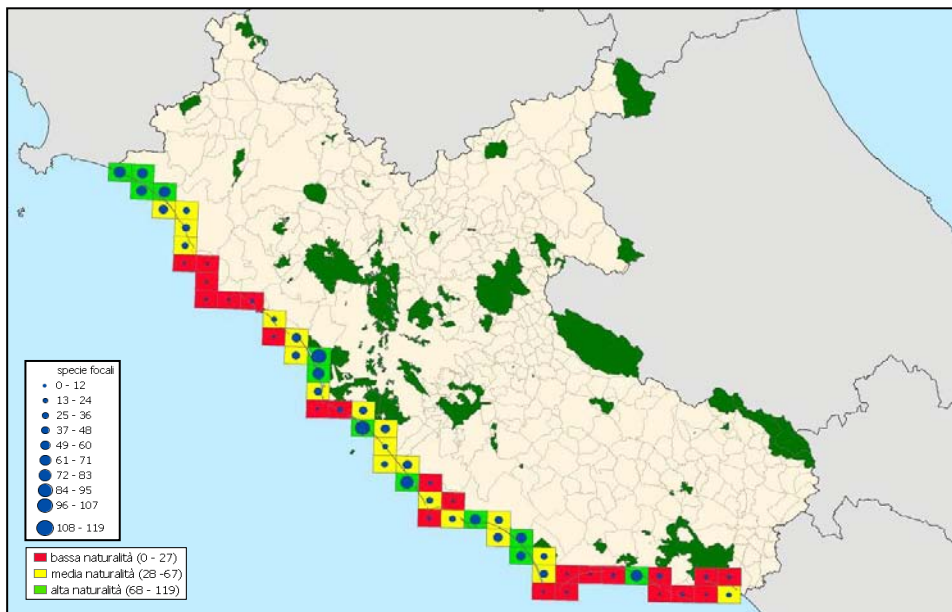 specie focali
0 - 12
13 - 24
25 - 36
37 - 48
49 - 60
61 - 71
72 - 83
84 - 95
96 - 107
108 - 119
bassa naturalità (0 - 27)
media naturalità (28 -67)
alta naturalità (68 - 119)